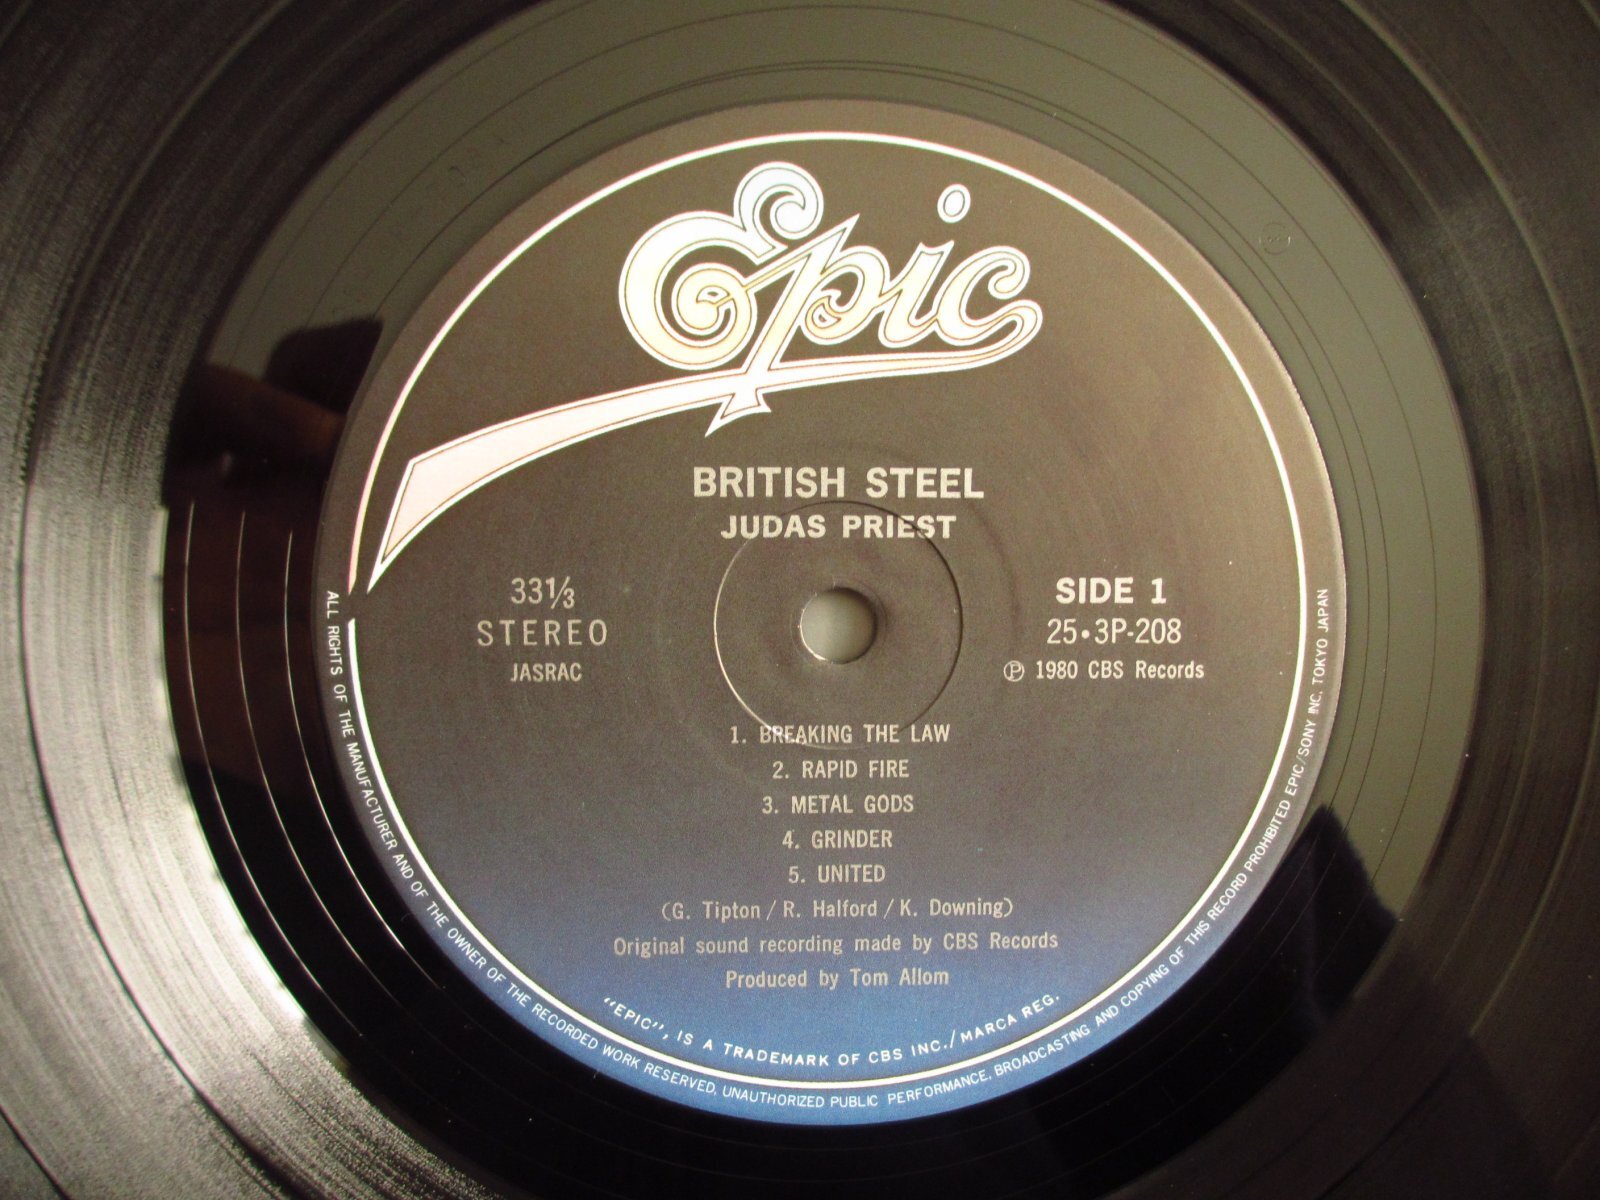 Epic
BRITISH STEEL
JUDAS PRIEST
33⅓
STEREO
JASRAC
SIDE 1
25•3P-208
Ⓟ 1980 CBS Records
1. BREAKING THE LAW
2. RAPID FIRE
3. METAL GODS
4. GRINDER
5. UNITED
(G. Tipton / R. Halford / K. Downing)
Original sound recording made by CBS Records
Produced by Tom Allom
"EPIC", IS A TRADEMARK OF CBS INC./MARCA REG.
ALL RIGHTS OF THE MANUFACTURER AND OF THE OWNER OF THE RECORDED WORK RESERVED. UNAUTHORIZED PUBLIC PERFORMANCE, BROADCASTING AND COPYING OF THIS RECORD PROHIBITED EPIC/SONY INC. TOKYO JAPAN